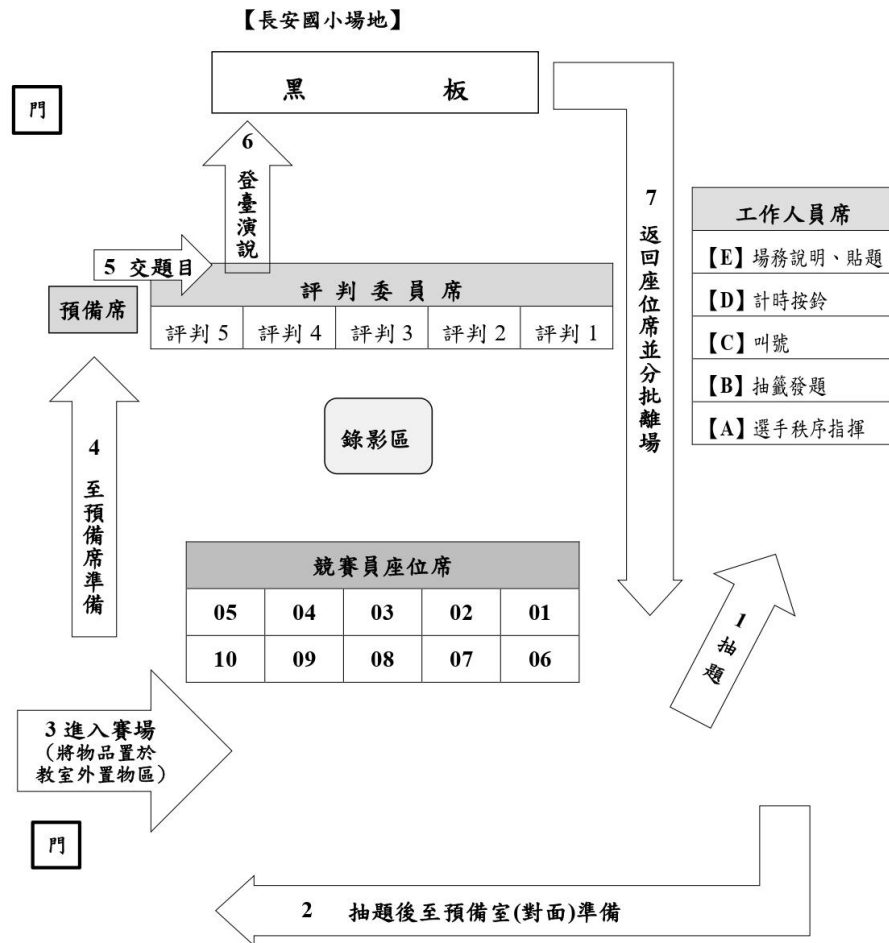 【長安國小場地】
黑 板
門
6 登臺演說
7 返回座位席並分批離場
工作人員席
【E】場務說明、貼題
【D】計時按鈴
【C】叫號
【B】抽籤發題
【A】選手秩序指揮
5 交題目
預備席
評判委員席
評判 5 評判 4 評判 3 評判 2 評判 1
錄影區
4 至預備席準備
競賽員座位席
05 04 03 02 01
10 09 08 07 06
1 抽題
3 進入賽場
（將物品置於
教室外置物區）
門
2 抽題後至預備室(對面)準備